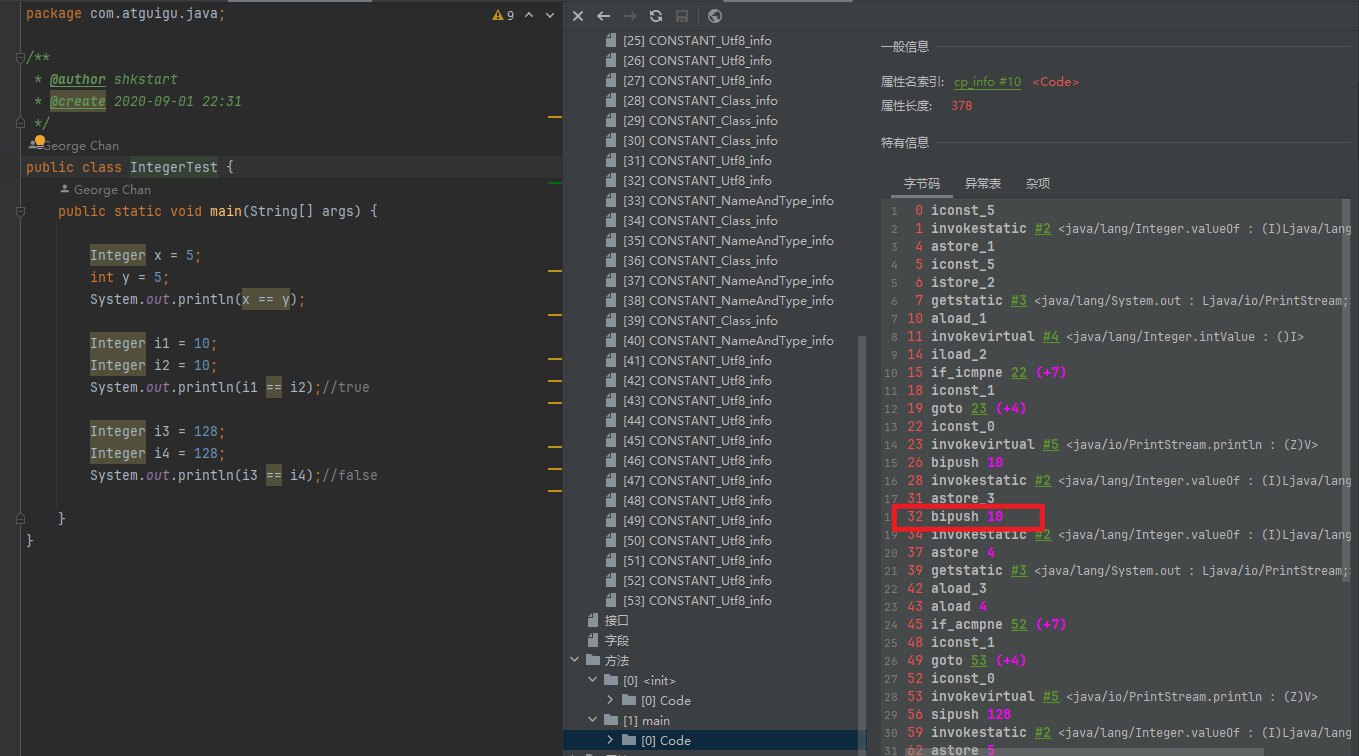 package com.atguigu.java;
9
/**
* @author shkstart
* @create 2020-09-01 22:31
*/
George Chan
public class IntegerTest {
George Chan
public static void main(String[] args) {
Integer x = 5;
int y = 5;
System.out.println(x == y);
Integer i1 = 10;
Integer i2 = 10;
System.out.println(i1 == i2);//true
Integer i3 = 128;
Integer i4 = 128;
System.out.println(i3 == i4);//false
}
}
[25] CONSTANT_Utf8_info
[26] CONSTANT_Utf8_info
[27] CONSTANT_Utf8_info
[28] CONSTANT_Class_info
[29] CONSTANT_Class_info
[30] CONSTANT_Class_info
[31] CONSTANT_Utf8_info
[32] CONSTANT_Utf8_info
[33] CONSTANT_NameAndType_info
[34] CONSTANT_Class_info
[35] CONSTANT_NameAndType_info
[36] CONSTANT_Class_info
[37] CONSTANT_NameAndType_info
[38] CONSTANT_NameAndType_info
[39] CONSTANT_Class_info
[40] CONSTANT_NameAndType_info
[41] CONSTANT_Utf8_info
[42] CONSTANT_Utf8_info
[43] CONSTANT_Utf8_info
[44] CONSTANT_Utf8_info
[45] CONSTANT_Utf8_info
[46] CONSTANT_Utf8_info
[47] CONSTANT_Utf8_info
[48] CONSTANT_Utf8_info
[49] CONSTANT_Utf8_info
[50] CONSTANT_Utf8_info
[51] CONSTANT_Utf8_info
[52] CONSTANT_Utf8_info
[53] CONSTANT_Utf8_info
接口
字段
方法
[0] <init>
[0] Code
[1] main
[0] Code
一般信息
属性名索引: cp_info #10 <Code>
属性长度: 378
特有信息
字节码 异常表 杂项
1 0 iconst_5
2 1 invokestatic #2 <java/lang/Integer.valueOf : (I)Ljava/lang
3 4 astore_1
4 5 iconst_5
5 6 istore_2
6 7 getstatic #3 <java/lang/System.out : Ljava/io/PrintStream;
7 10 aload_1
8 11 invokevirtual #4 <java/lang/Integer.intValue : ()I>
9 14 iload_2
10 15 if_icmpne 22 (+7)
11 18 iconst_1
12 19 goto 23 (+4)
13 22 iconst_0
14 23 invokevirtual #5 <java/io/PrintStream.println : (Z)V>
15 26 bipush 10
16 28 invokestatic #2 <java/lang/Integer.valueOf : (I)Ljava/lang
17 31 astore_3
32 bipush 10
19 34 invokestatic #2 <java/lang/Integer.valueOf : (I)Ljava/lang
20 37 astore 4
21 39 getstatic #3 <java/lang/System.out : Ljava/io/PrintStream;
22 42 aload_3
23 43 aload 4
24 45 if_acmpne 52 (+7)
25 48 iconst_1
26 49 goto 53 (+4)
27 52 iconst_0
28 53 invokevirtual #5 <java/io/PrintStream.println : (Z)V>
29 56 sipush 128
30 59 invokestatic #2 <java/lang/Integer.valueOf : (I)Ljava/lang
31 62 astore 5